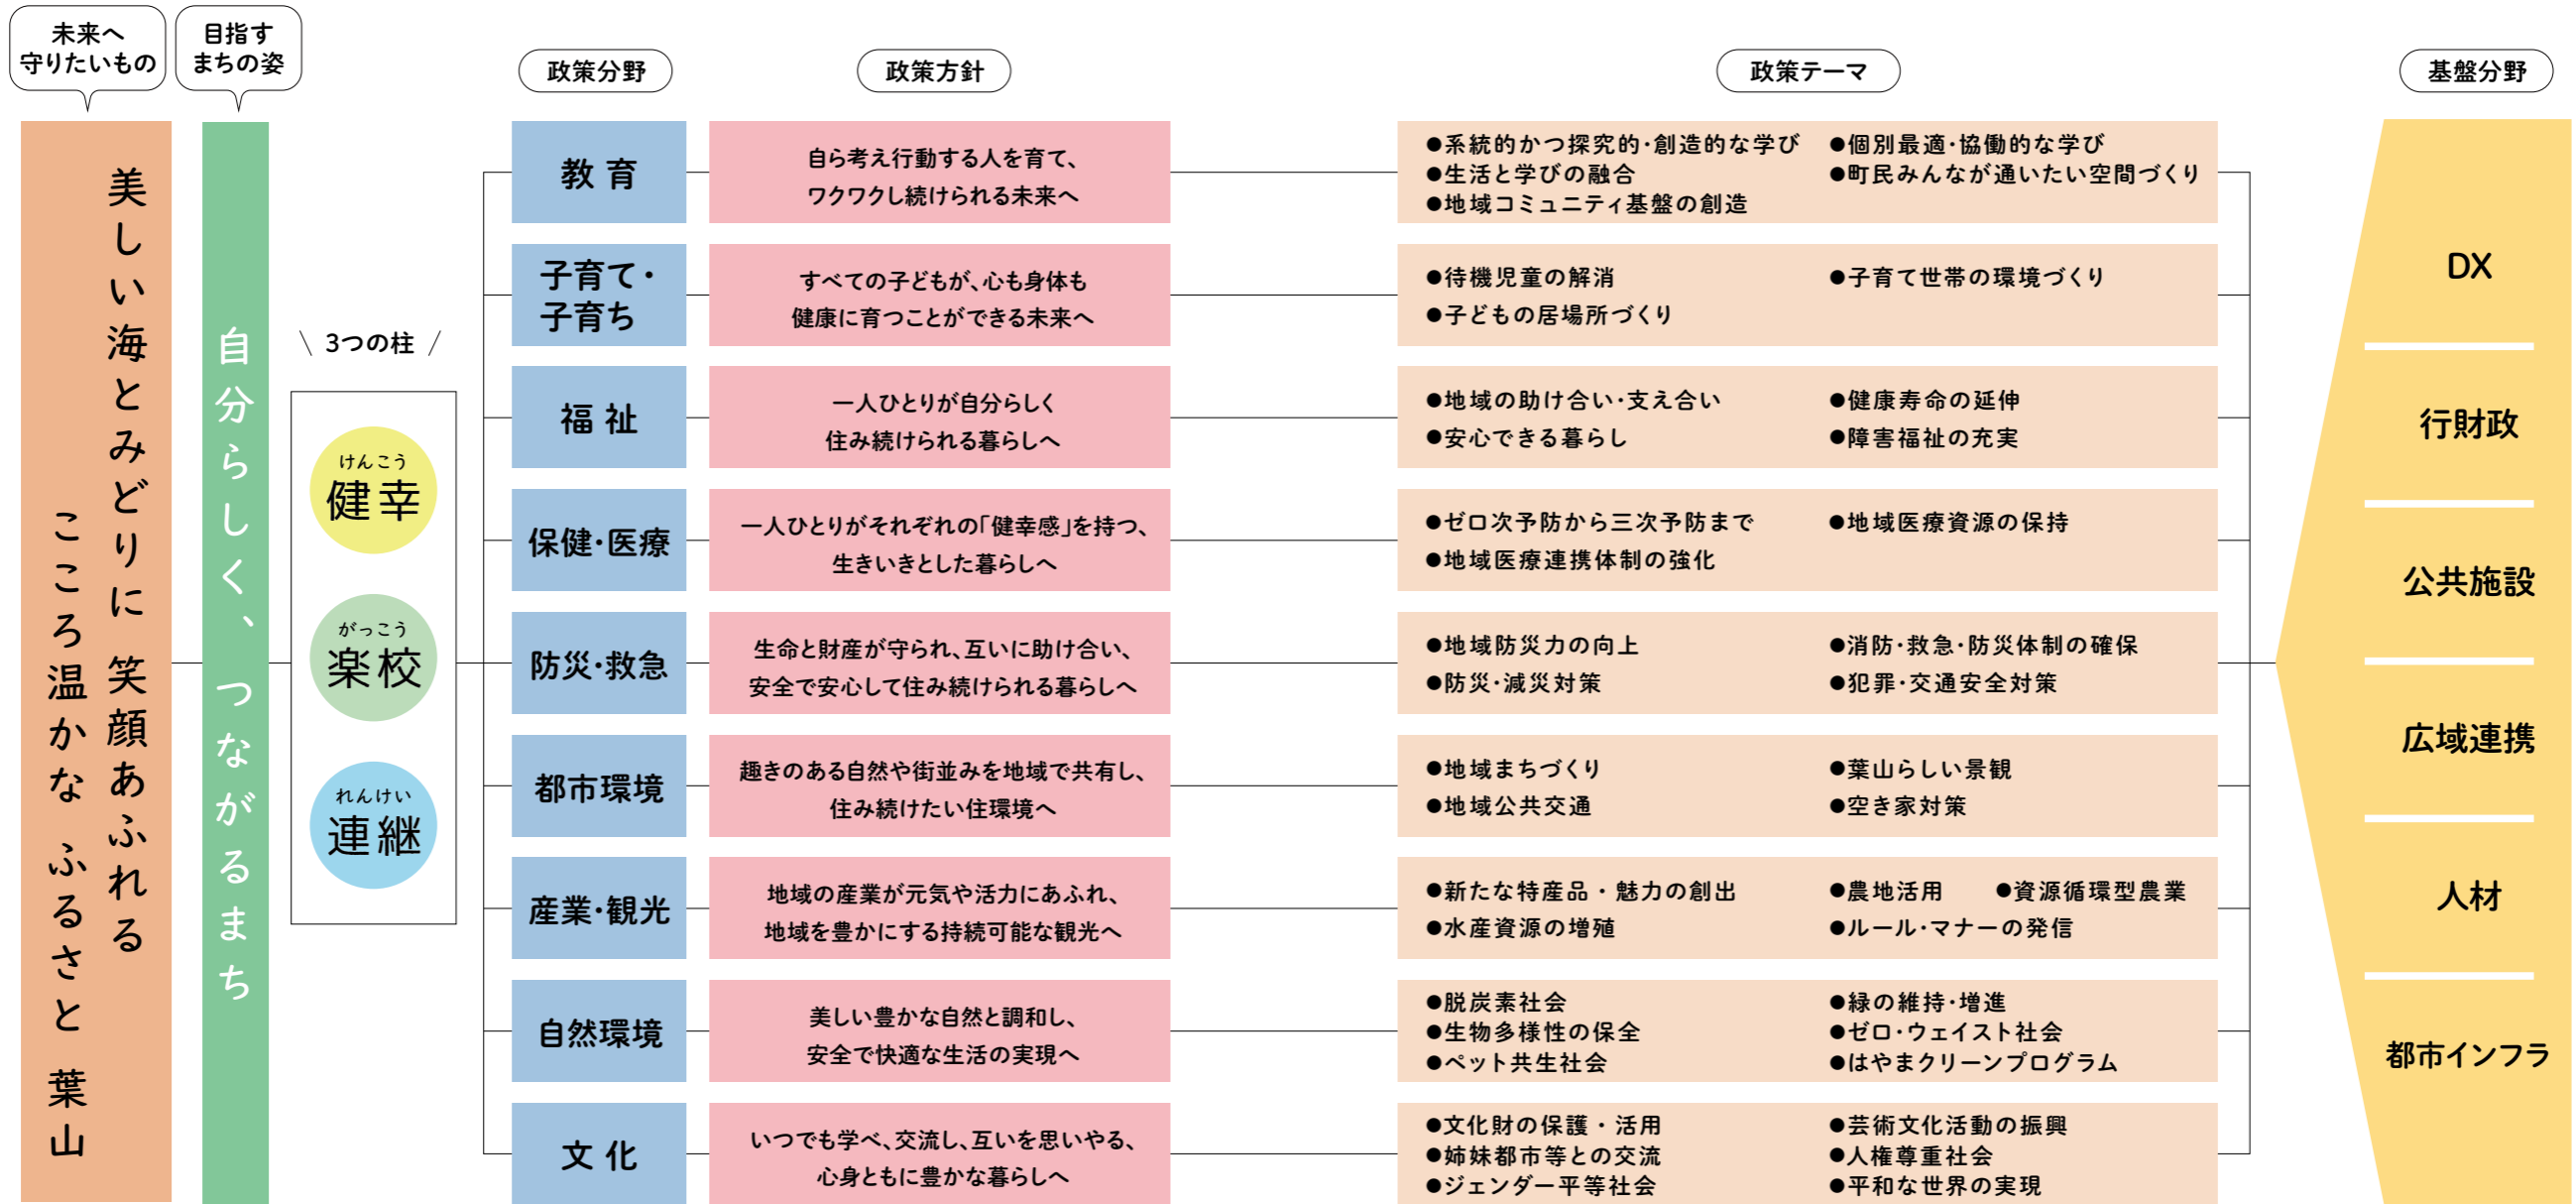 未来へ
守りたいもの
目指す
まちの姿
政策分野
政策方針
政策テーマ
基盤分野
美しい海とみどりに 笑顔あふれる
こころ温かな ふるさと 葉山
自分らしく、つながるまち
\ 3つの柱 /
けんこう
健幸
がっこう
楽校
れんけい
連継
教育
自ら考え行動する人を育て、
ワクワクし続けられる未来へ
●系統的かつ探究的・創造的な学び ●個別最適・協働的な学び
●生活と学びの融合 ●町民みんなが通いたい空間づくり
●地域コミュニティ基盤の創造
子育て・
子育ち
すべての子どもが、心も身体も
健康に育つことができる未来へ
●待機児童の解消 ●子育て世帯の環境づくり
●子どもの居場所づくり
福祉
一人ひとりが自分らしく
住み続けられる暮らしへ
●地域の助け合い・支え合い ●健康寿命の延伸
●安心できる暮らし ●障害福祉の充実
保健・医療
一人ひとりがそれぞれの「健幸感」を持つ、
生きいきとした暮らしへ
●ゼロ次予防から三次予防まで ●地域医療資源の保持
●地域医療連携体制の強化
防災・救急
生命と財産が守られ、互いに助け合い、
安全で安心して住み続けられる暮らしへ
●地域防災力の向上 ●消防・救急・防災体制の確保
●防災・減災対策 ●犯罪・交通安全対策
都市環境
趣きのある自然や街並みを地域で共有し、
住み続けたい住環境へ
●地域まちづくり ●葉山らしい景観
●地域公共交通 ●空き家対策
産業・観光
地域の産業が元気や活力にあふれ、
地域を豊かにする持続可能な観光へ
●新たな特産品・魅力の創出 ●農地活用 ●資源循環型農業
●水産資源の増殖 ●ルール・マナーの発信
自然環境
美しい豊かな自然と調和し、
安全で快適な生活の実現へ
●脱炭素社会 ●緑の維持・増進
●生物多様性の保全 ●ゼロ・ウェイスト社会
●ペット共生社会 ●はやまクリーンプログラム
文化
いつでも学べ、交流し、互いを思いやる、
心身ともに豊かな暮らしへ
●文化財の保護・活用 ●芸術文化活動の振興
●姉妹都市等との交流 ●人権尊重社会
●ジェンダー平等社会 ●平和な世界の実現
DX
行財政
公共施設
広域連携
人材
都市インフラ